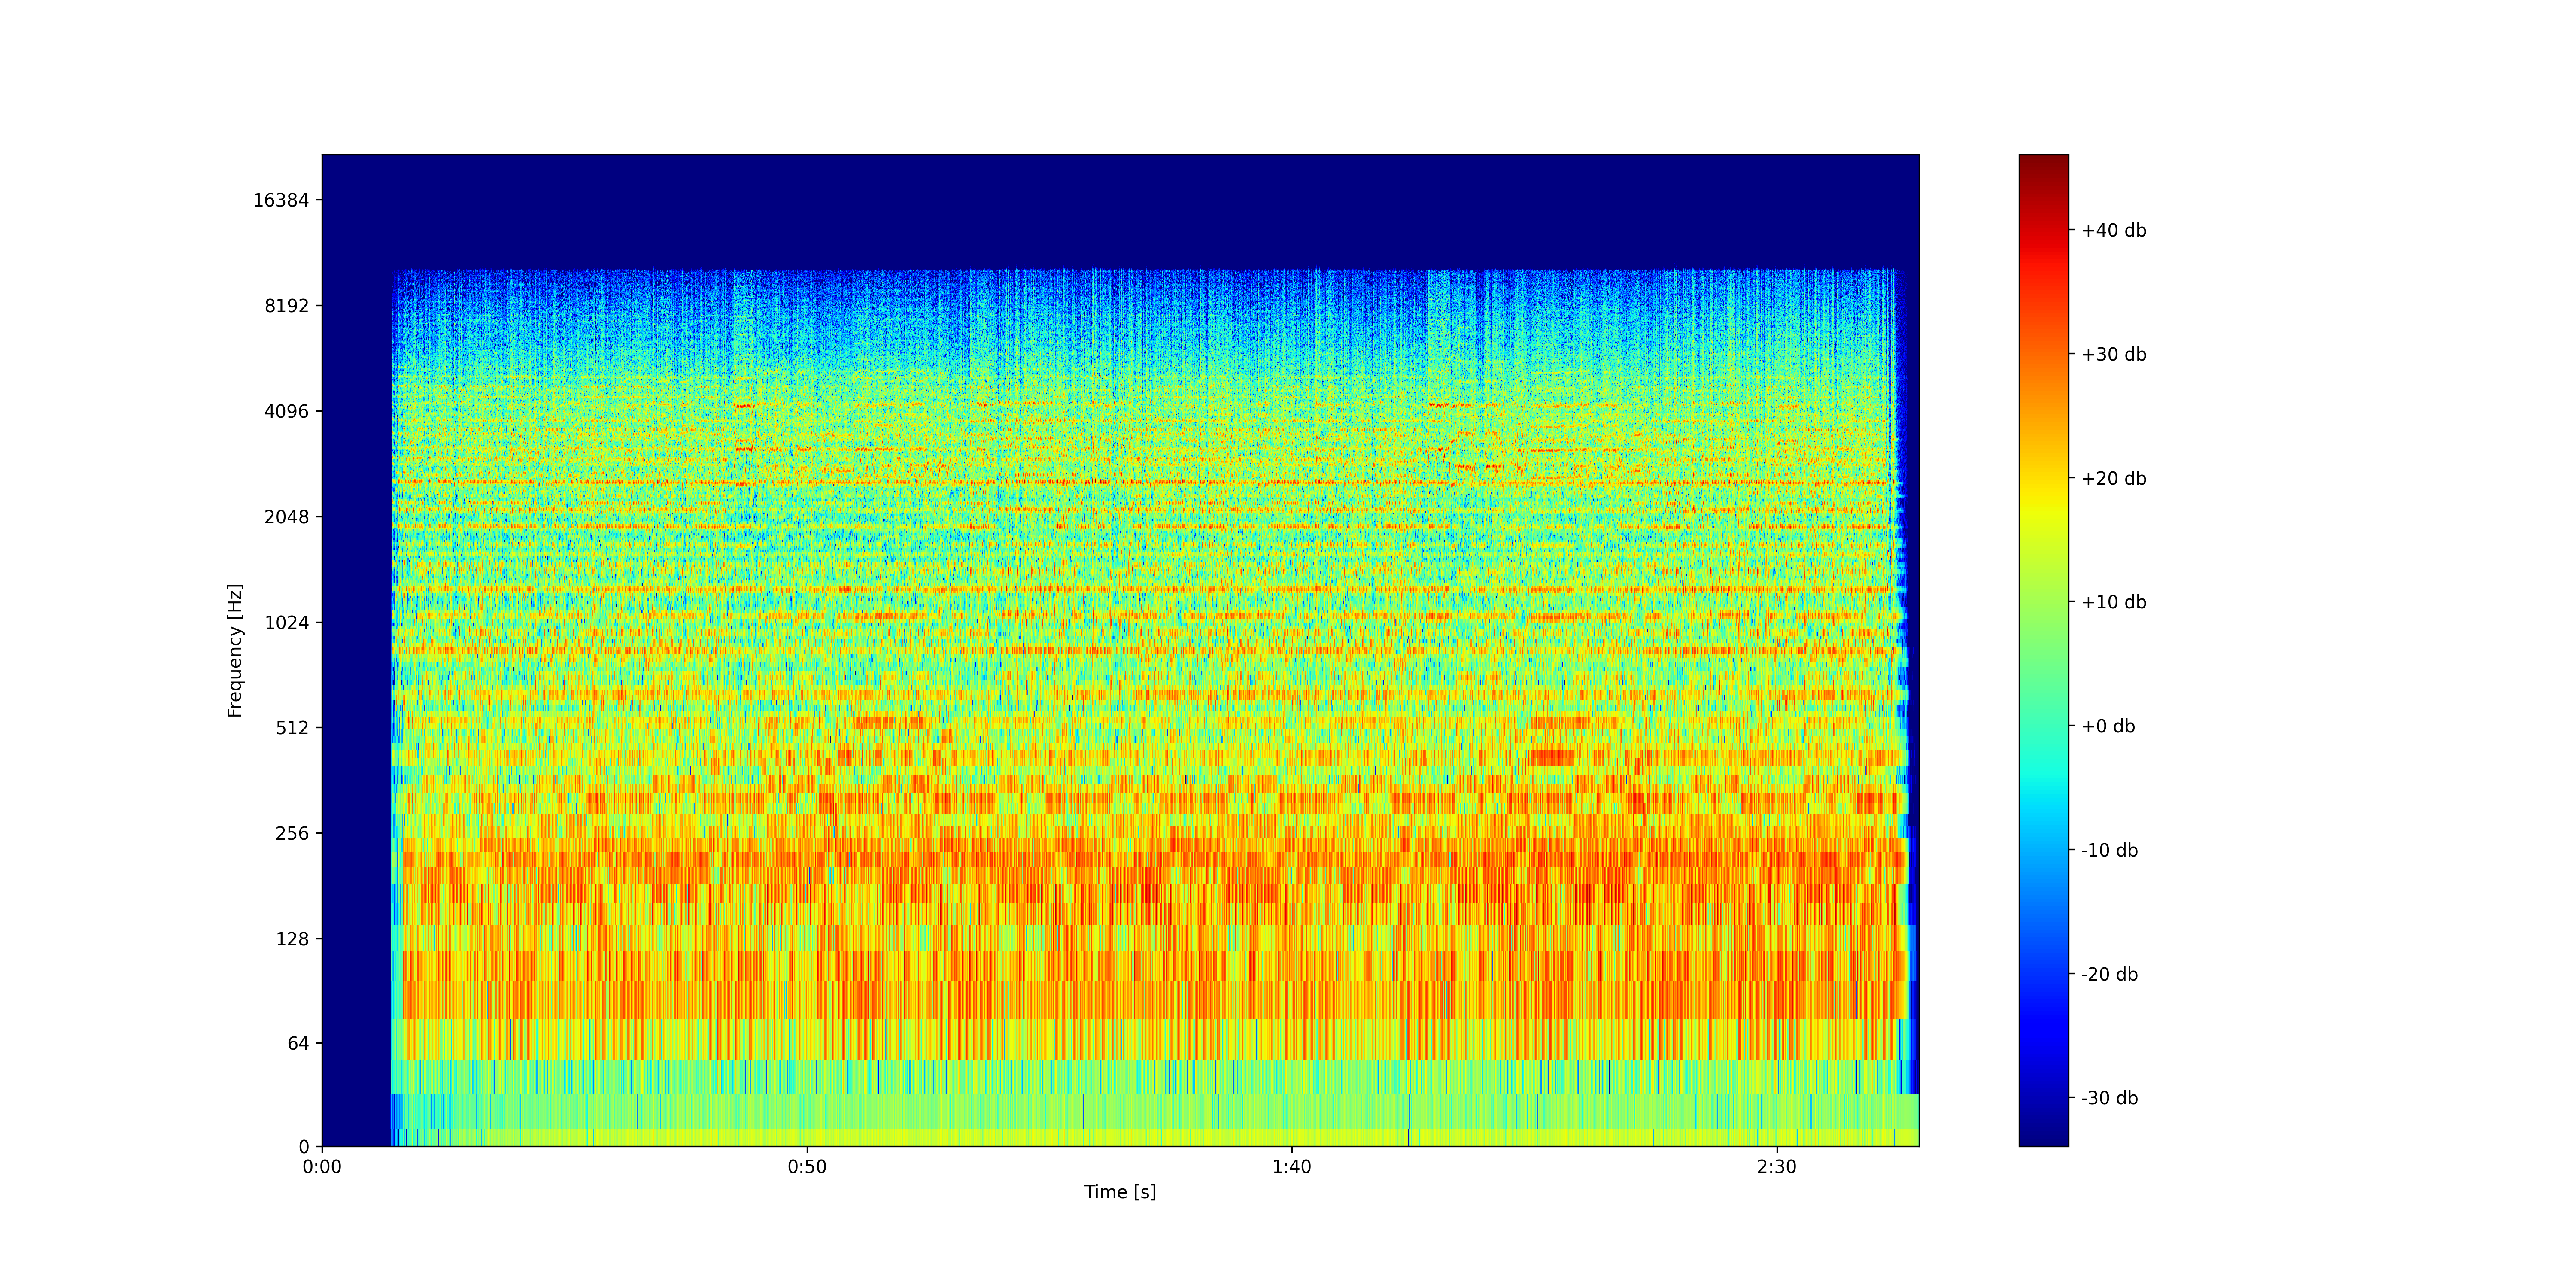 16384
8192
4096
2048
1024
512
256
128
64
0
Frequency [Hz]
0:00
0:50
1:40
2:30
Time [s]
+40 db
+30 db
+20 db
+10 db
+0 db
-10 db
-20 db
-30 db